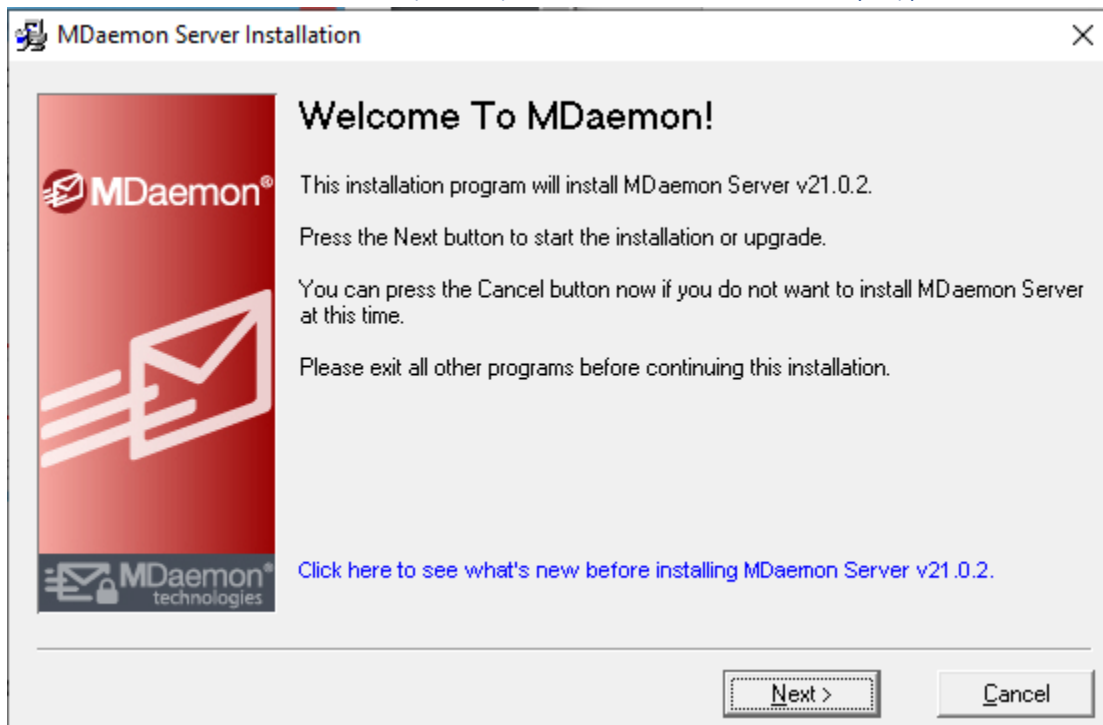 MDaemon Server Installation
Welcome To MDaemon!
MDaemon®
This installation program will install MDaemon Server v21.0.2.
Press the Next button to start the installation or upgrade.
You can press the Cancel button now if you do not want to install MDaemon Server
at this time.
Please exit all other programs before continuing this installation.
MDaemon®
technologies
Click here to see what's new before installing MDaemon Server v21.0.2.
Next >
Cancel